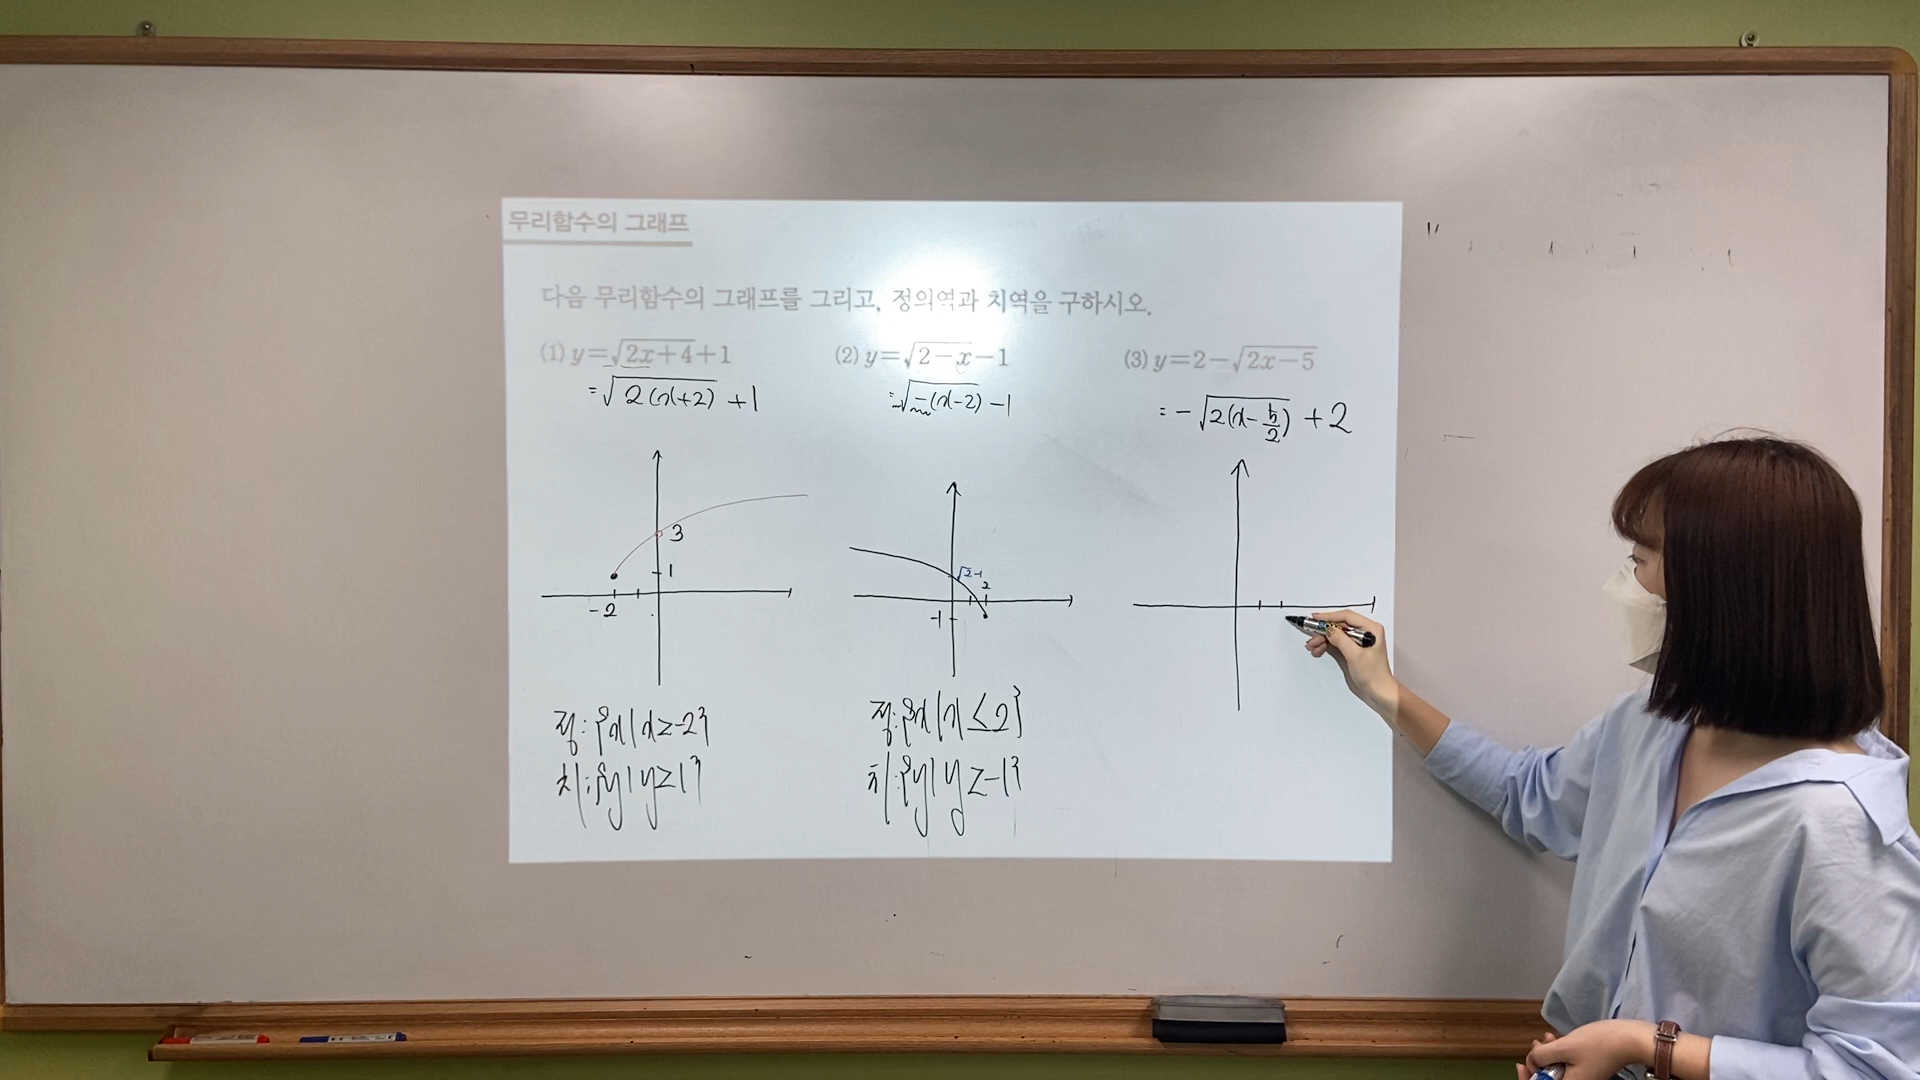 무리함수의 그래프
다음 무리함수의 그래프를 그리고, 정의역과 치역을 구하시오.
(1) y=√(2x+4)+1
(2) y=√(2−x)−1
(3) y=2−√(2x−5)
=√(2(x+2)) +1
=√(-(x-2)) -1
= -√(2(x-5/2)) +2
3
1
-2
√2-1
2
-1
정: {x|x≥-2}
치: {y|y≥1}
정: {x|x≤2}
치: {y|y≥-1}